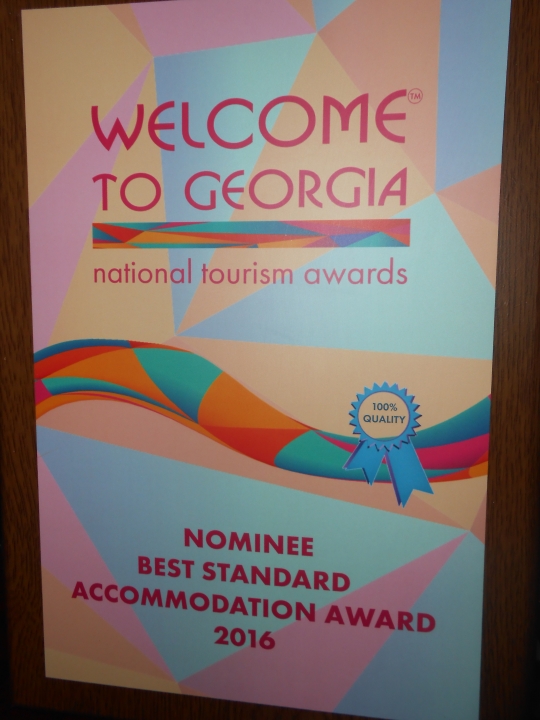 WELCOME™
TO GEORGIA
national tourism awards
100%
QUALITY
NOMINEE
BEST STANDARD
ACCOMMODATION AWARD
2016